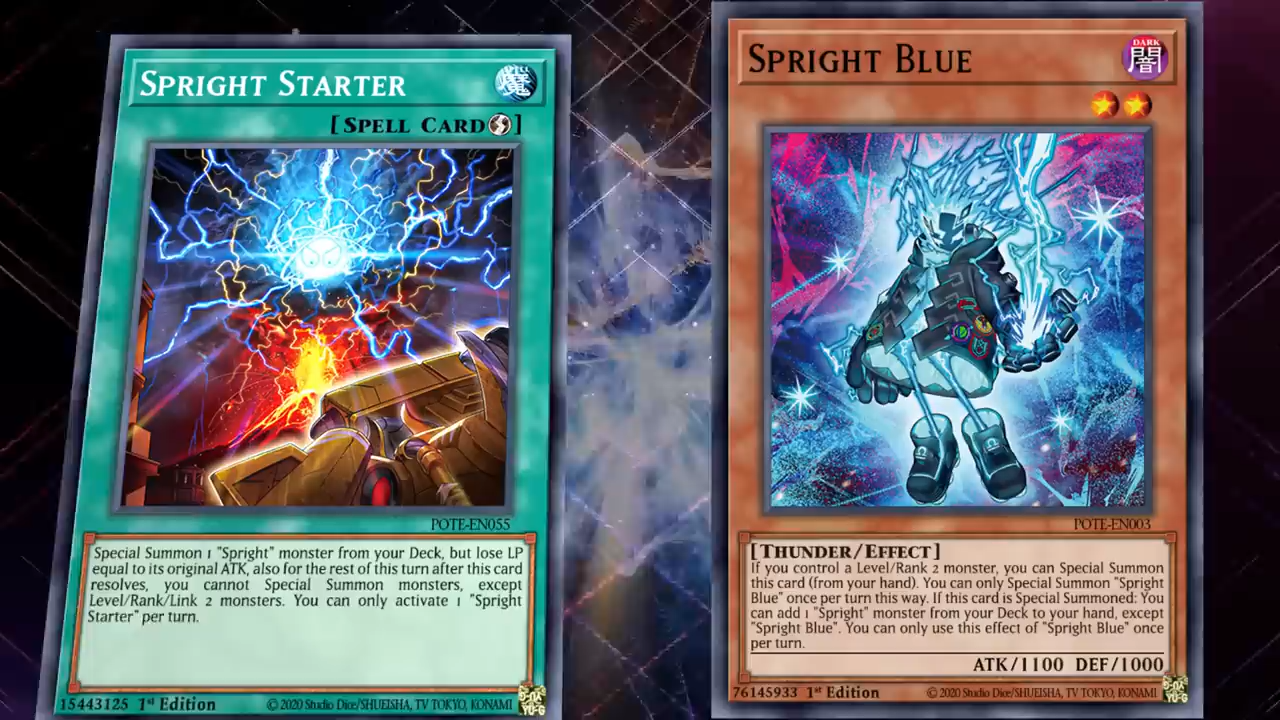 SPRIGHT STARTER
魔
[SPELL CARD]
POTE-EN055
Special Summon 1 "Spright" monster from your Deck, but lose LP
equal to its original ATK, also for the rest of this turn after this card
resolves, you cannot Special Summon monsters, except
Level/Rank/Link 2 monsters. You can only activate 1 "Spright
Starter" per turn.
15443125 1st Edition ©2020 Studio Dice/SHUEISHA, TV TOKYO, KONAMI
SPRIGHT BLUE
DARK
闇
POTE-EN003
[THUNDER/EFFECT]
If you control a Level/Rank 2 monster, you can Special Summon
this card (from your hand). You can only Special Summon "Spright
Blue" once per turn this way. If this card is Special Summoned: You
can add 1 "Spright" monster from your Deck to your hand, except
"Spright Blue". You can only use this effect of "Spright Blue" once
per turn.
ATK/1100 DEF/1000
76145933 1st Edition ©2020 Studio Dice/SHUEISHA, TV TOKYO, KONAMI